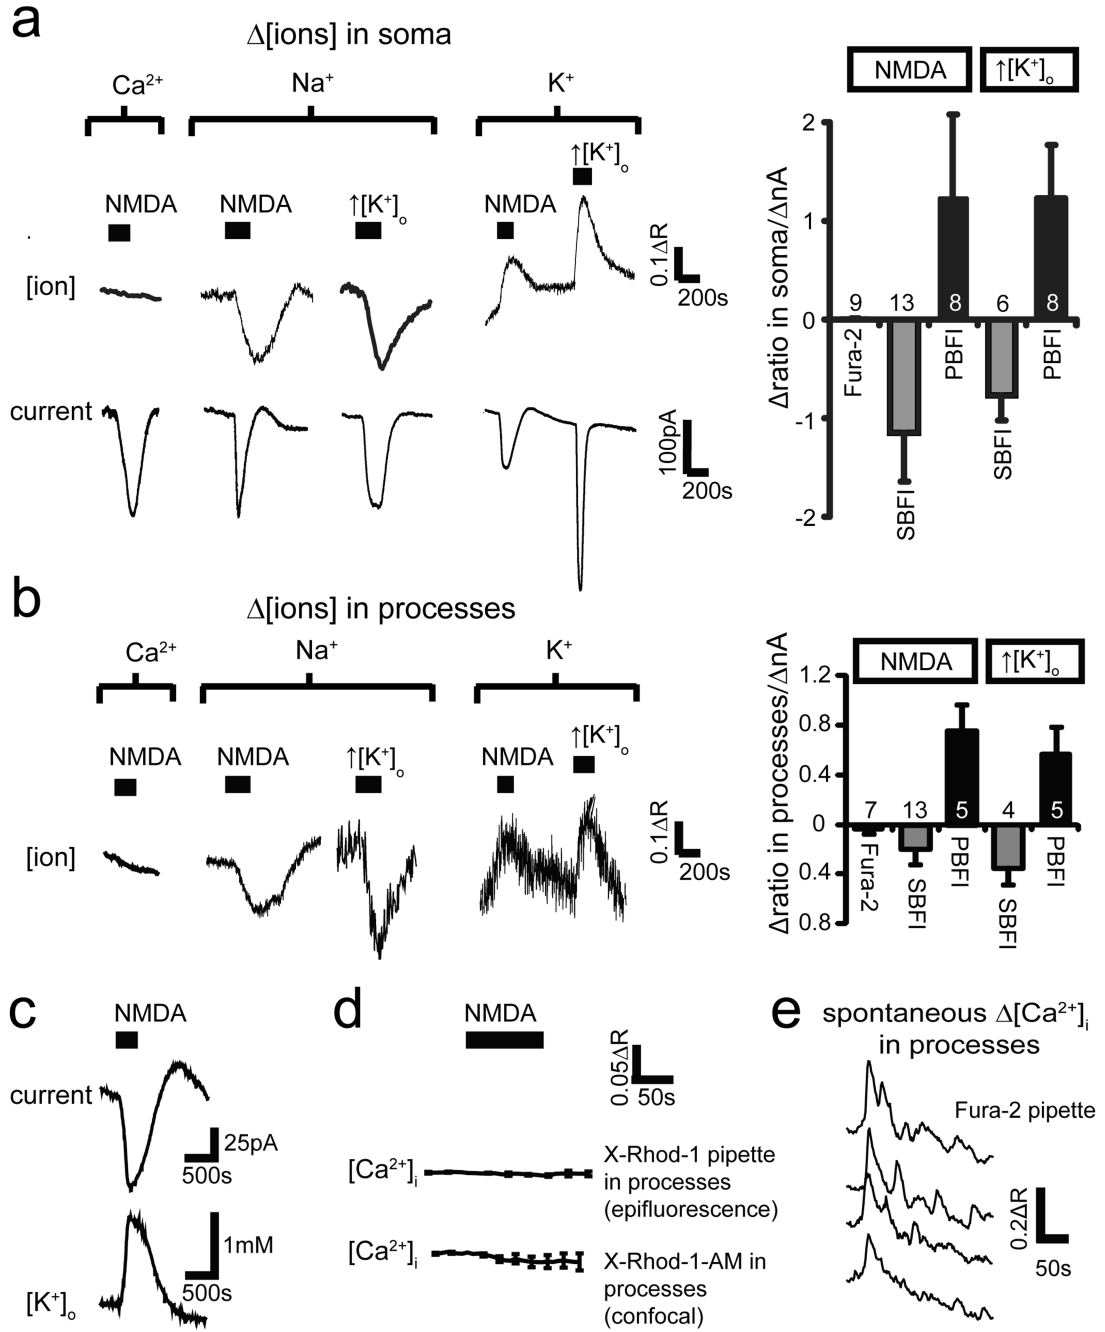 a
Δ[ions] in soma
Ca²⁺
Na⁺
K⁺
NMDA
NMDA
↑[K⁺]ₒ
NMDA
↑[K⁺]ₒ
[ion]
0.1ΔR
200s
current
100pA
200s
NMDA
↑[K⁺]ₒ
Δratio in soma/ΔnA
2
1
0
-1
-2
9
13
8
6
8
Fura-2
SBFI
PBFI
SBFI
PBFI
b
Δ[ions] in processes
Ca²⁺
Na⁺
K⁺
NMDA
NMDA
↑[K⁺]ₒ
NMDA
↑[K⁺]ₒ
[ion]
0.1ΔR
200s
NMDA
↑[K⁺]ₒ
Δratio in processes/ΔnA
1.2
0.8
0.4
0
0.4
0.8
7
13
5
4
5
Fura-2
SBFI
PBFI
SBFI
PBFI
c
NMDA
current
25pA
500s
1mM
500s
[K⁺]ₒ
d
NMDA
0.05ΔR
50s
[Ca²⁺]ᵢ
X-Rhod-1 pipette
in processes
(epifluorescence)
[Ca²⁺]ᵢ
X-Rhod-1-AM in
processes
(confocal)
e
spontaneous Δ[Ca²⁺]ᵢ
in processes
Fura-2 pipette
0.2ΔR
50s